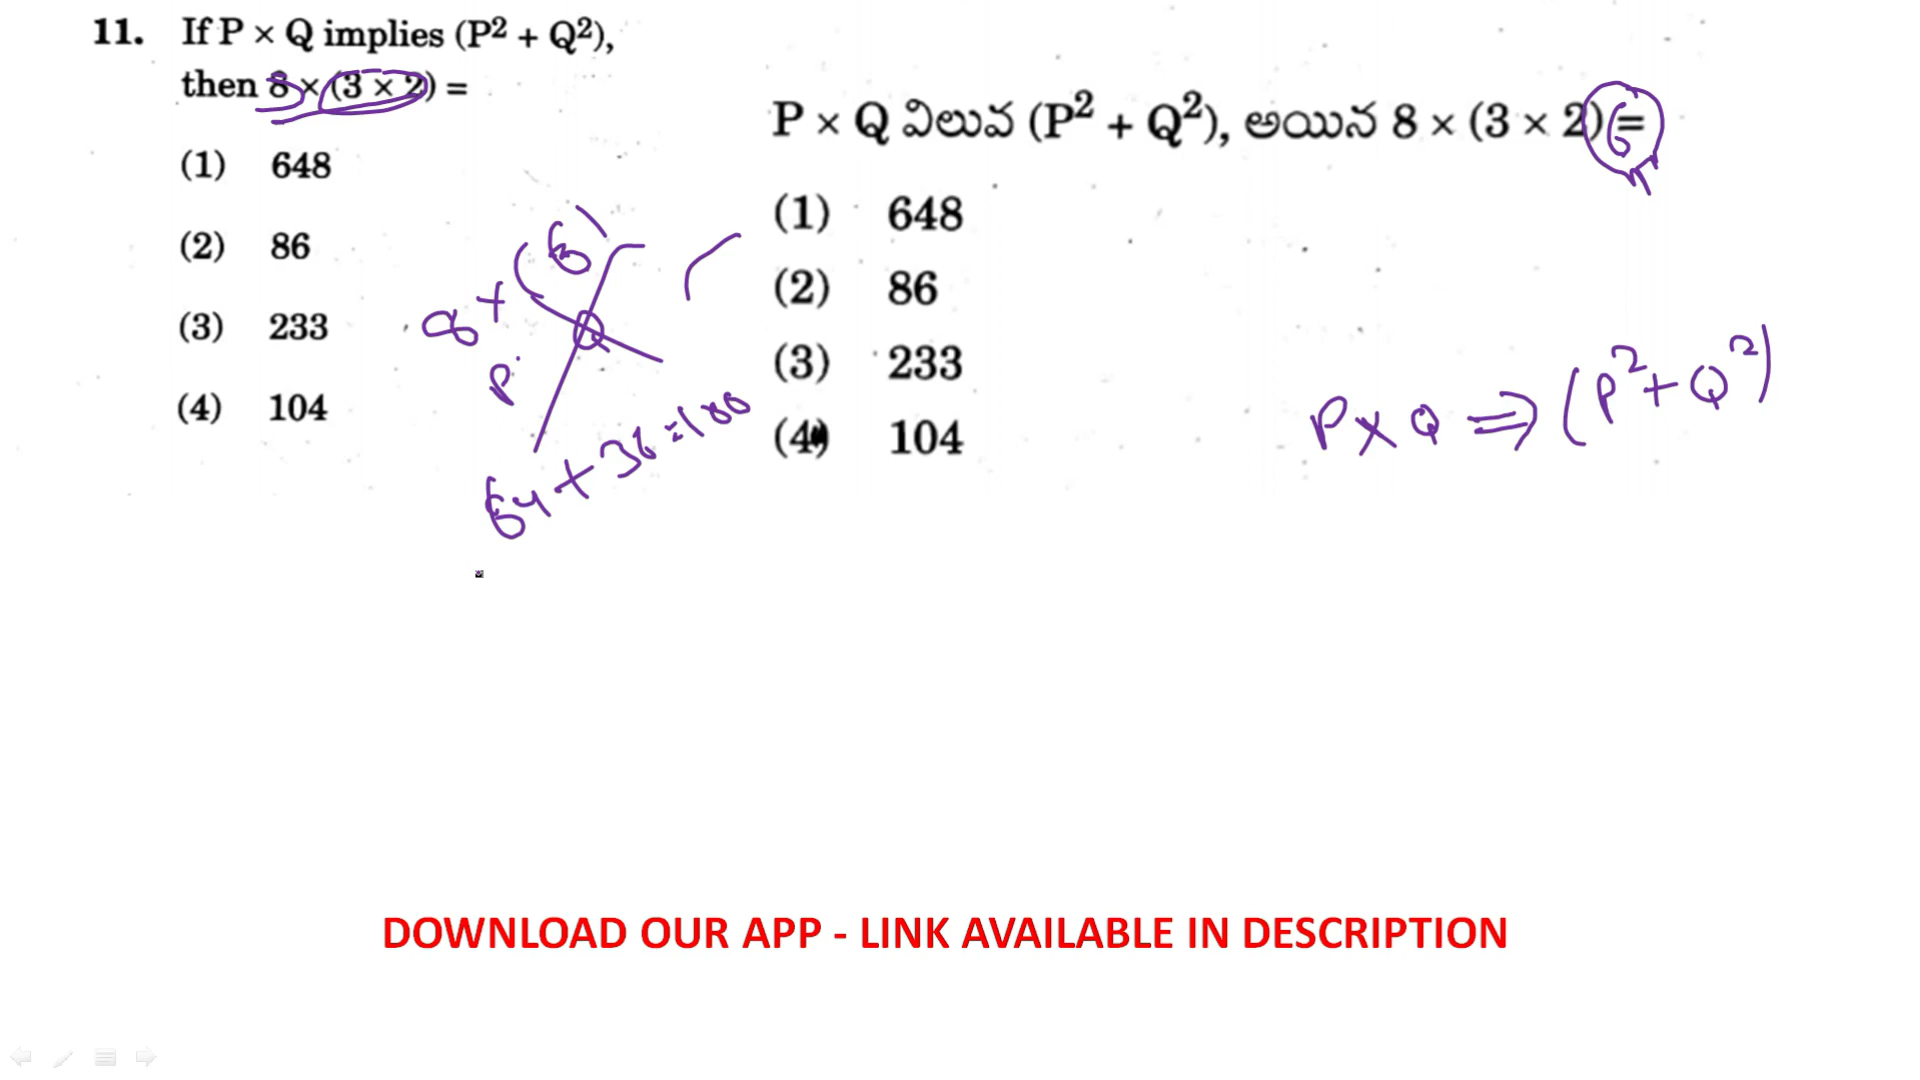 11. If P × Q implies (P² + Q²),
then 8 × (3 × 2) =
(1) 648
(2) 86
(3) 233
(4) 104
P × Q విలువ (P² + Q²), అయిన 8 × (3 × 2) =
6
(1) 648
(2) 86
(3) 233
(4) 104
8 × (6)
P Q
64 + 36 = 100
P × Q ⇒ (P² + Q²)
DOWNLOAD OUR APP - LINK AVAILABLE IN DESCRIPTION